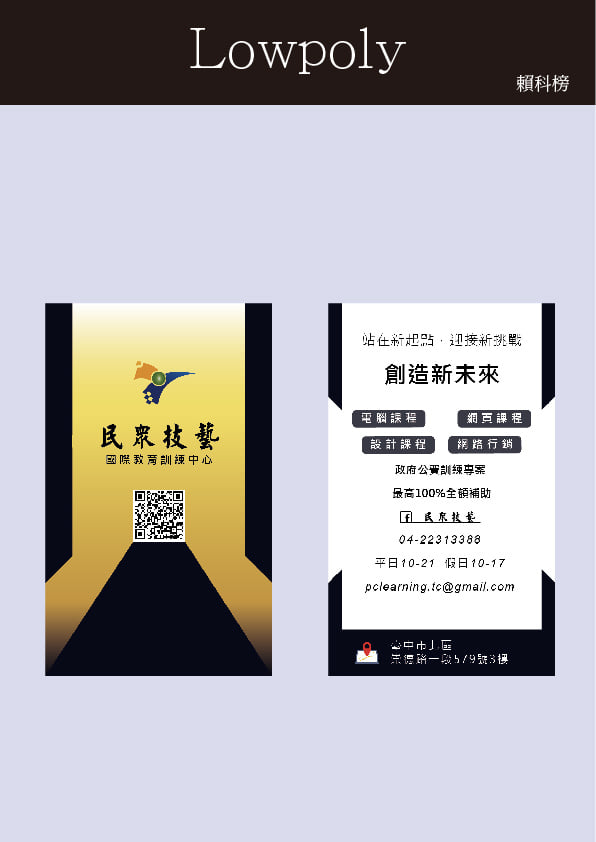 Lowpoly
賴科榜
民眾技藝
國際教育訓練中心
站在新起點，迎接新挑戰
創造新未來
電腦課程 網頁課程
設計課程 網路行銷
政府公費訓練專案
最高100%全額補助
民眾技藝
04-22313388
平日10-21 假日10-17
pclearning.tc@gmail.com
臺中市北區
崇德路一段579號3樓